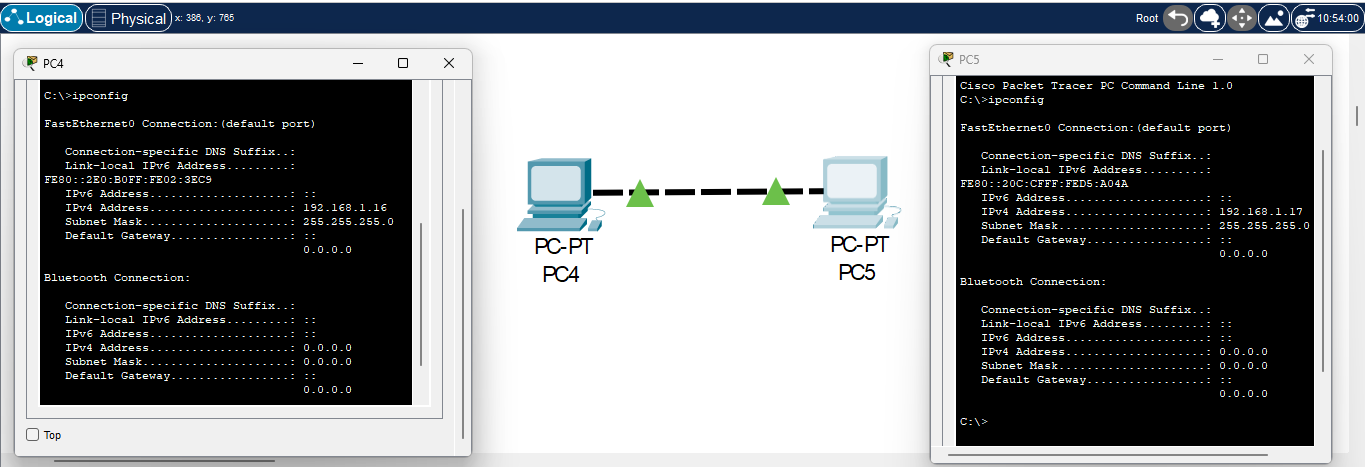 Logical Physical x: 386, y: 765 Root 10:54:00
PC4
C:\>ipconfig
FastEthernet0 Connection:(default port)
Connection-specific DNS Suffix..:
Link-local IPv6 Address.........:
FE80::2E0:B0FF:FE02:3EC9
IPv6 Address....................: ::
IPv4 Address....................: 192.168.1.16
Subnet Mask.....................: 255.255.255.0
Default Gateway.................: ::
0.0.0.0
Bluetooth Connection:
Connection-specific DNS Suffix..:
Link-local IPv6 Address.........: ::
IPv6 Address....................: ::
IPv4 Address....................: 0.0.0.0
Subnet Mask.....................: 0.0.0.0
Default Gateway.................: ::
0.0.0.0
Top
PC-PT
PC4
PC-PT
PC5
PC5
Cisco Packet Tracer PC Command Line 1.0
C:\>ipconfig
FastEthernet0 Connection:(default port)
Connection-specific DNS Suffix..:
Link-local IPv6 Address.........:
FE80::20C:CFFF:FED5:A04A
IPv6 Address....................: ::
IPv4 Address....................: 192.168.1.17
Subnet Mask.....................: 255.255.255.0
Default Gateway.................: ::
0.0.0.0
Bluetooth Connection:
Connection-specific DNS Suffix..:
Link-local IPv6 Address.........: ::
IPv6 Address....................: ::
IPv4 Address....................: 0.0.0.0
Subnet Mask.....................: 0.0.0.0
Default Gateway.................: ::
0.0.0.0
C:\>